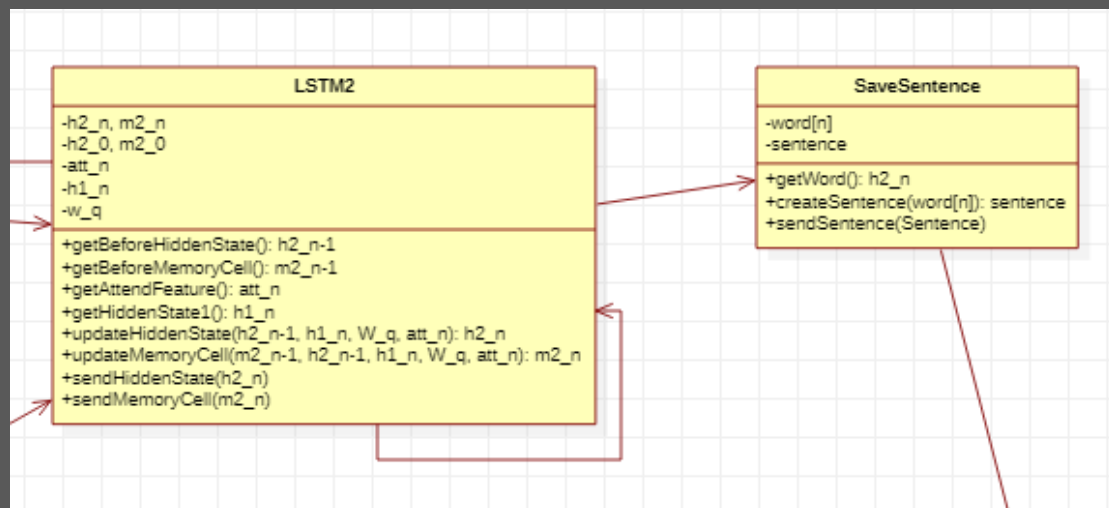 LSTM2
-h2_n, m2_n
-h2_0, m2_0
-att_n
-h1_n
-w_q
+getBeforeHiddenState(): h2_n-1
+getBeforeMemoryCell(): m2_n-1
+getAttendFeature(): att_n
+getHiddenState1(): h1_n
+updateHiddenState(h2_n-1, h1_n, W_q, att_n): h2_n
+updateMemoryCell(m2_n-1, h2_n-1, h1_n, W_q, att_n): m2_n
+sendHiddenState(h2_n)
+sendMemoryCell(m2_n)
SaveSentence
-word[n]
-sentence
+getWord(): h2_n
+createSentence(word[n]): sentence
+sendSentence(Sentence)